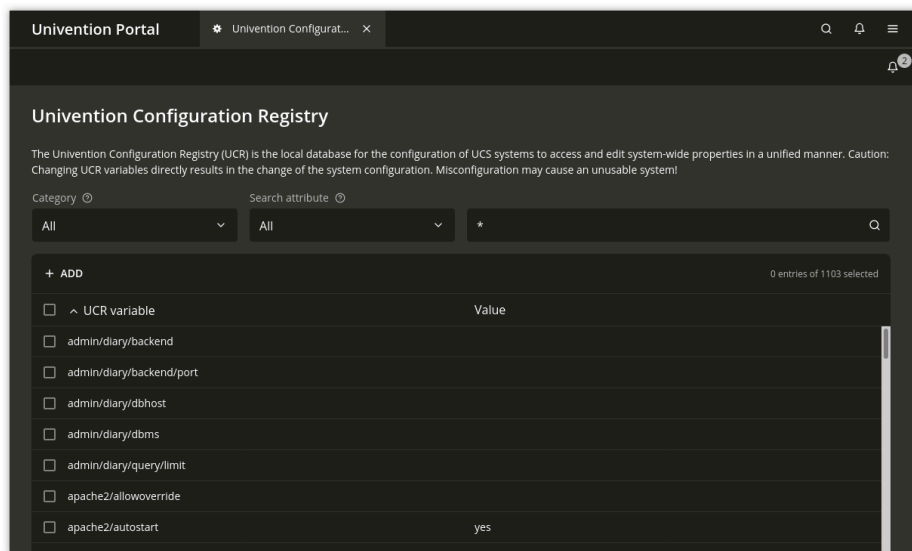 Univention Portal
Univention Configurat...
2
Univention Configuration Registry
The Univention Configuration Registry (UCR) is the local database for the configuration of UCS systems to access and edit system-wide properties in a unified manner. Caution:
Changing UCR variables directly results in the change of the system configuration. Misconfiguration may cause an unusable system!
Category
Search attribute
All
All
*
+ ADD
0 entries of 1103 selected
UCR variable
Value
admin/diary/backend
admin/diary/backend/port
admin/diary/dbhost
admin/diary/dbms
admin/diary/query/limit
apache2/allowoverride
apache2/autostart
yes